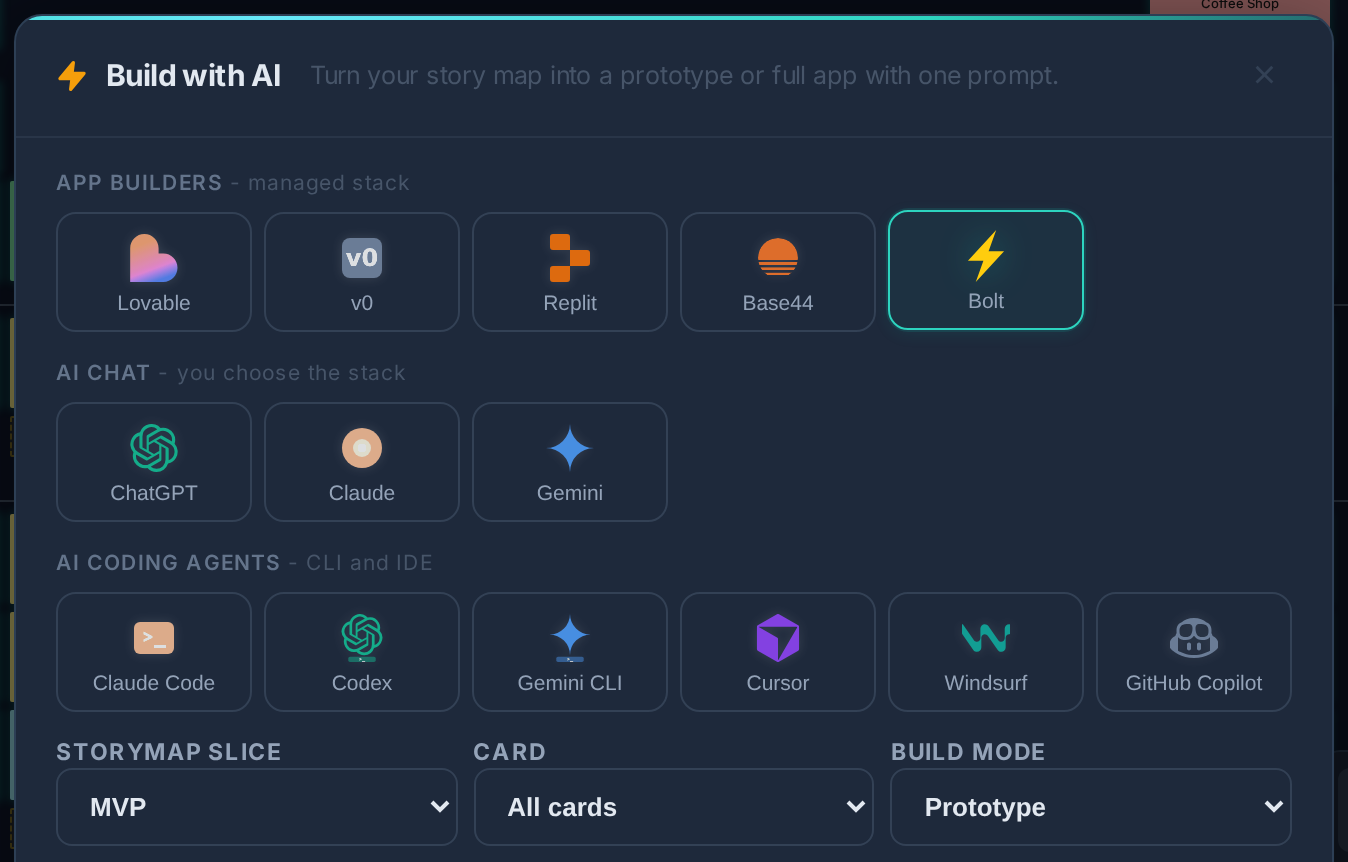 Coffee Shop
Build with AI Turn your story map into a prototype or full app with one prompt.
APP BUILDERS - managed stack
v0
Lovable v0 Replit Base44 Bolt
AI CHAT - you choose the stack
ChatGPT Claude Gemini
AI CODING AGENTS - CLI and IDE
>_
Claude Code Codex Gemini CLI Cursor Windsurf GitHub Copilot
STORYMAP SLICE CARD BUILD MODE
MVP All cards Prototype